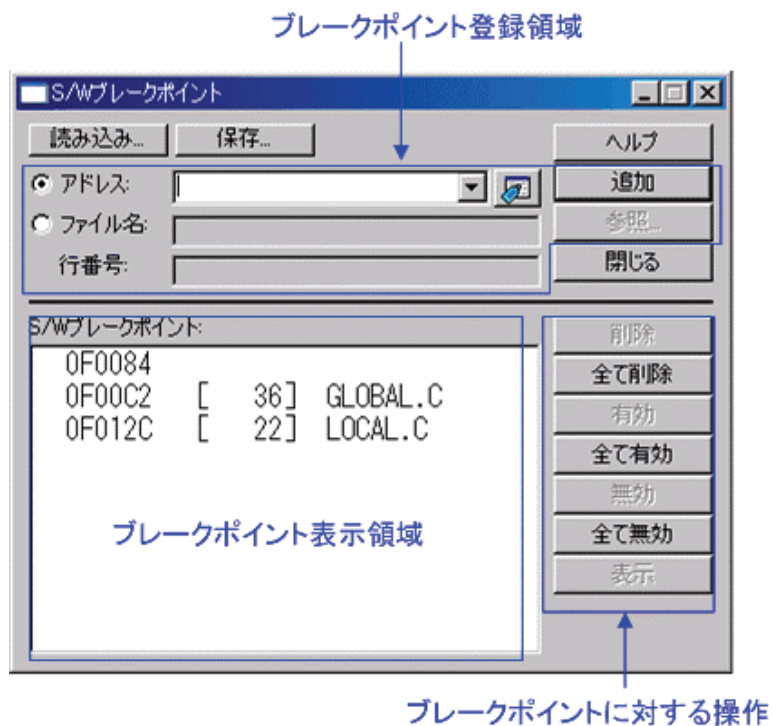 ブレークポイント登録領域
S/Wブレークポイント
読み込み... 保存... ヘルプ
アドレス: 追加
ファイル名: 参照...
行番号: 閉じる
S/Wブレークポイント: 削除
0F0084
0F00C2 [ 36] GLOBAL.C
0F012C [ 22] LOCAL.C
全て削除
有効
全て有効
無効
全て無効
表示
ブレークポイント表示領域
ブレークポイントに対する操作